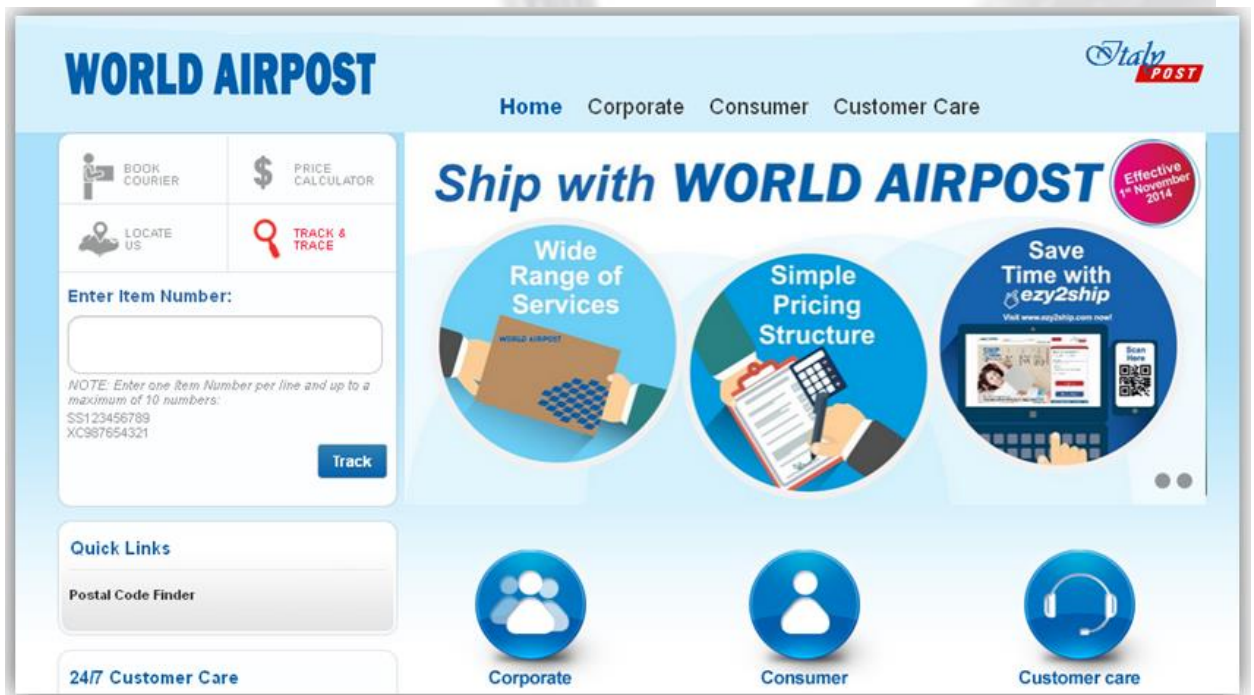 WORLD AIRPOST
Italy
POST
Home Corporate Consumer Customer Care
BOOK
COURIER
PRICE
CALCULATOR
LOCATE
US
TRACK &
TRACE
Enter Item Number:
NOTE: Enter one Item Number per line and up to a
maximum of 10 numbers:
SS123456789
XC987654321
Track
Quick Links
Postal Code Finder
24/7 Customer Care
Ship with WORLD AIRPOST
Effective
1st November
2014
Wide
Range of
Services
WORLD AIRPOST
Simple
Pricing
Structure
Save
Time with
ezy2ship
Visit www.ezy2ship.com now!
Scan
Here
Corporate
Consumer
Customer care